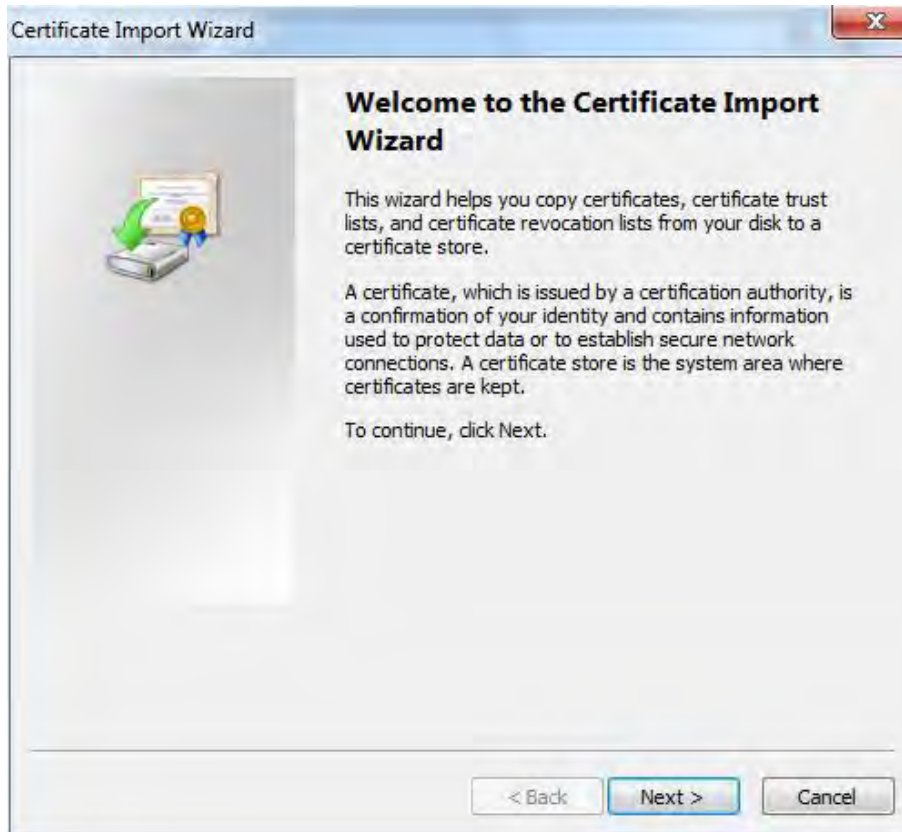 Certificate Import Wizard
Welcome to the Certificate Import
Wizard
This wizard helps you copy certificates, certificate trust
lists, and certificate revocation lists from your disk to a
certificate store.
A certificate, which is issued by a certification authority, is
a confirmation of your identity and contains information
used to protect data or to establish secure network
connections. A certificate store is the system area where
certificates are kept.
To continue, click Next.
< Back Next > Cancel